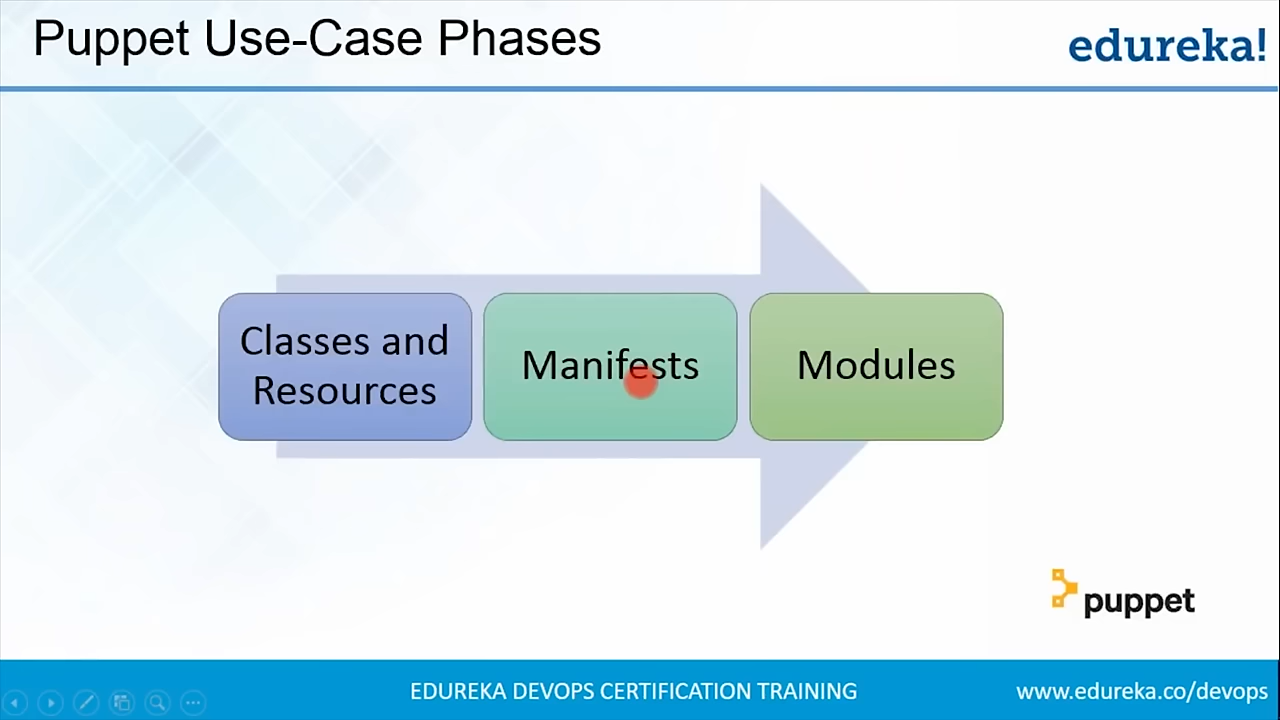 Puppet Use-Case Phases
edureka!
Classes and
Resources
Manifests
Modules
puppet
EDUREKA DEVOPS CERTIFICATION TRAINING
www.edureka.co/devops